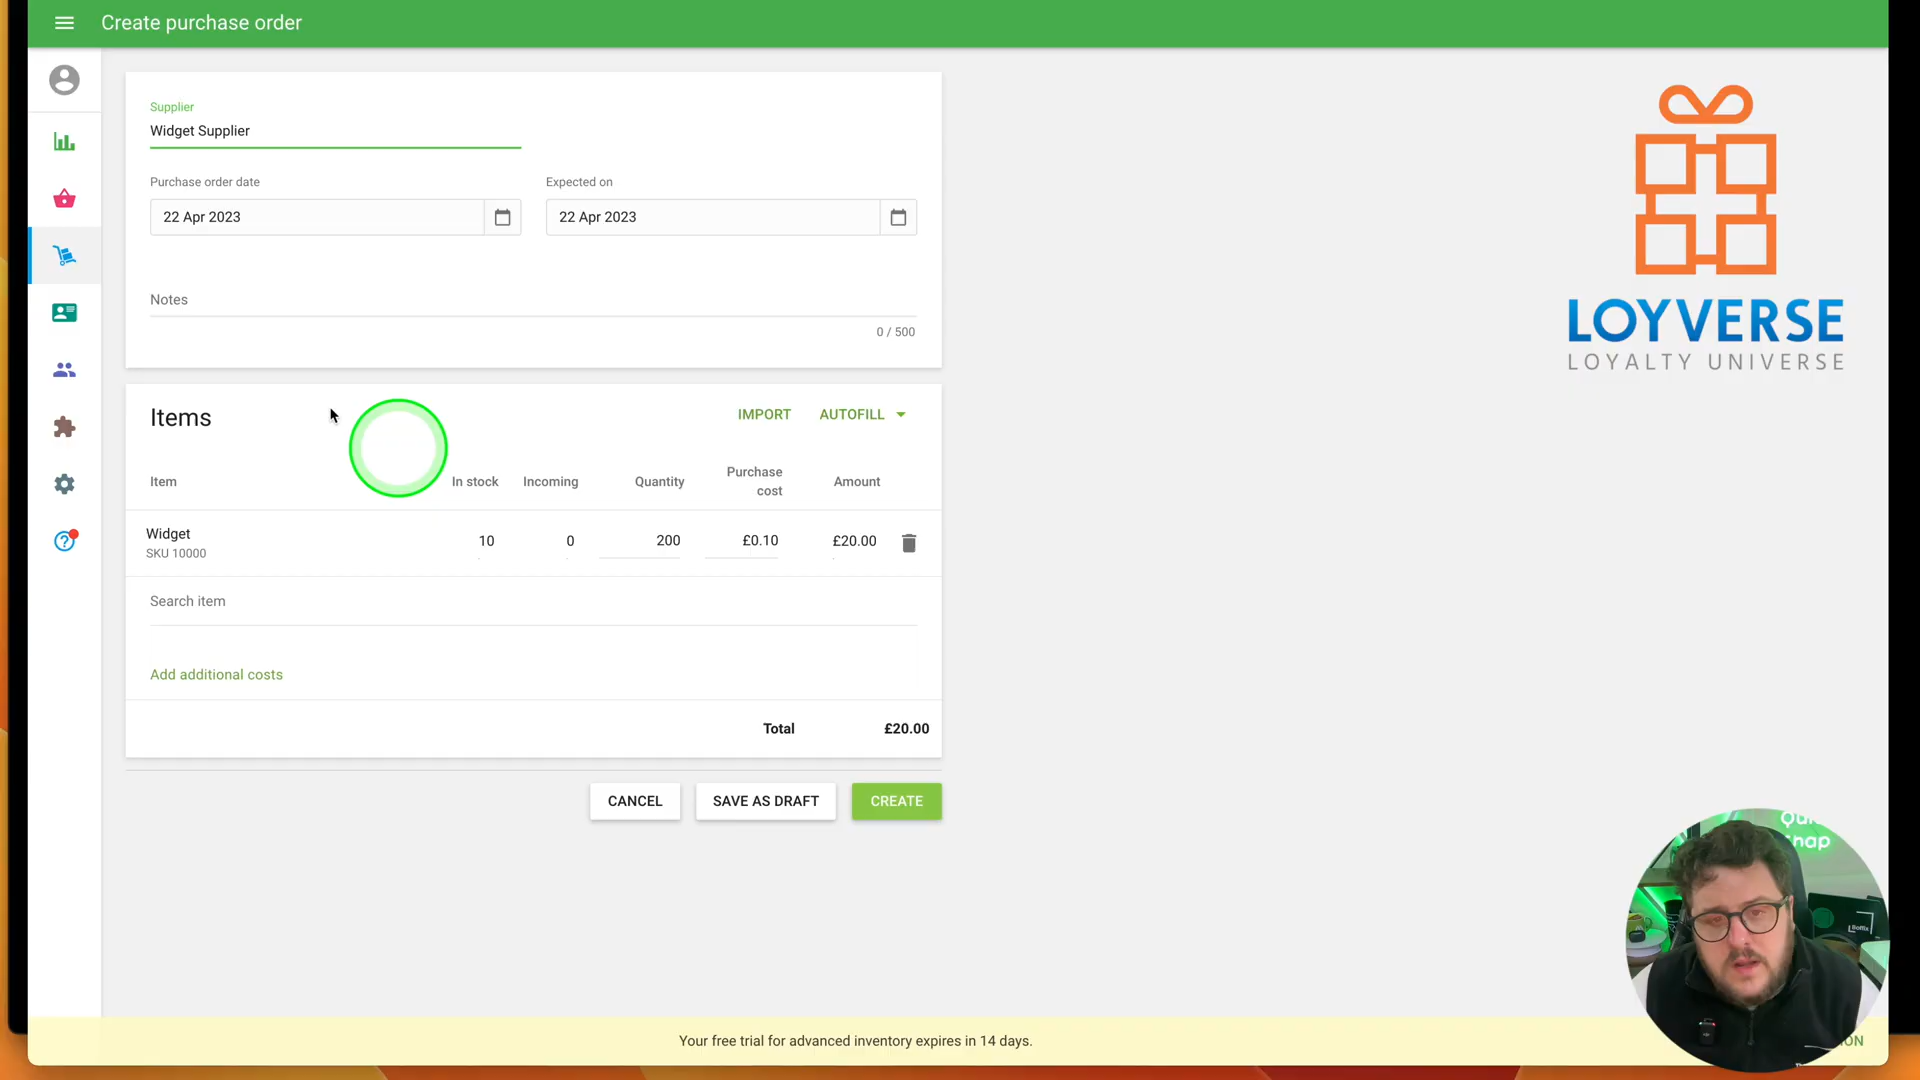 Create purchase order
Supplier
Widget Supplier
Purchase order date
Expected on
22 Apr 2023
22 Apr 2023
Notes
0 / 500
LOYVERSE
LOYALTY UNIVERSE
Items
IMPORT
AUTOFILL
Item
In stock
Incoming
Quantity
Purchase
cost
Amount
Widget
SKU 10000
10
0
200
£0.10
£20.00
Search item
Add additional costs
Total
£20.00
CANCEL
SAVE AS DRAFT
CREATE
Your free trial for advanced inventory expires in 14 days.